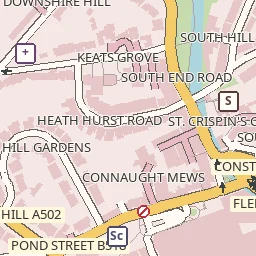 DOWNSHIRE HILL
SOUTH HILL
KEATS GROVE
SOUTH END ROAD
S
HEATH HURST ROAD
ST. CRISPIN'S C
HILL GARDENS
CONST
CONNAUGHT MEWS
FLE
HILL A502
Sc
POND STREET B518